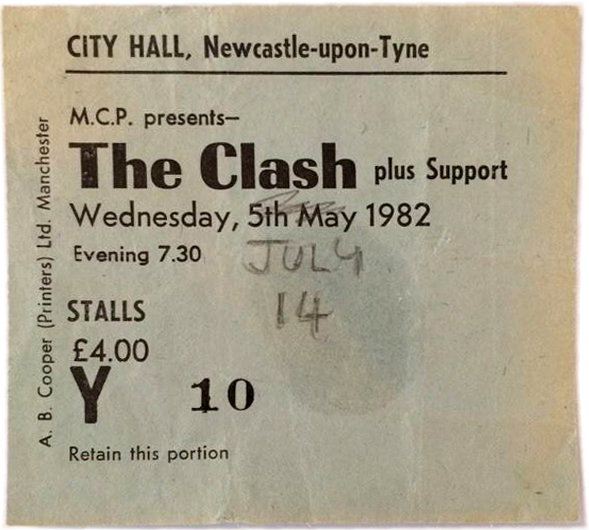 CITY HALL, Newcastle-upon-Tyne
M.C.P. presents—
The Clash plus Support
Wednesday, 5th May 1982
JULY
Evening 7.30
14
STALLS
£4.00
Y 10
Retain this portion
A. B. Cooper (Printers) Ltd. Manchester